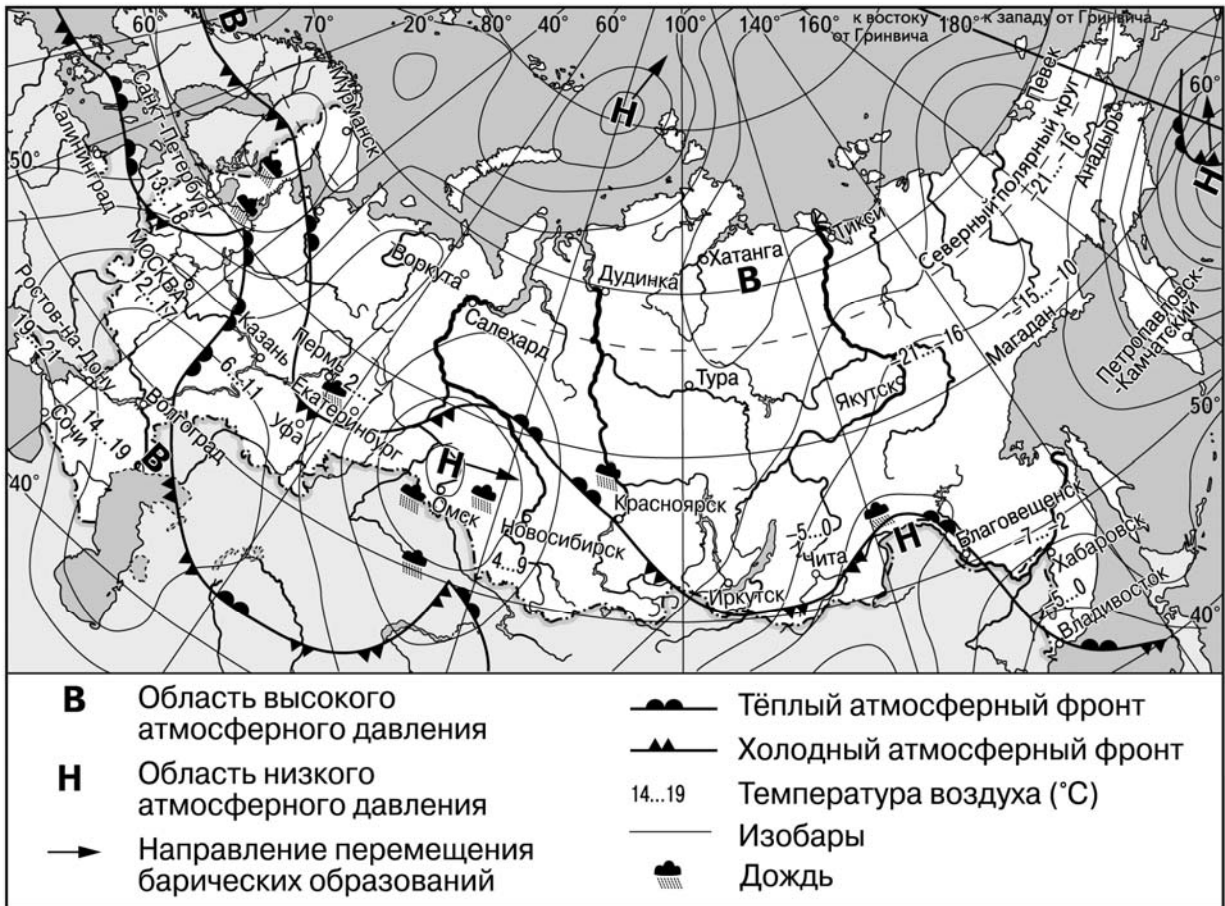 60°
70°
20
80°
40
60°
100°
120°
140°
160°
180°
к востоку
от Гринвича
к западу от Гринвича
В
Мурманск
Н
Певек
Северный полярный круг
–21...–16
Анадырь
60°
Н
50°
Калининград
Санкт-Петербург
13...18
МОСКВА
12...17
Воркута
Дудинка
Хатанга
В
Тикси
–15...–10
Магадан
Петропавловск-
-Камчатский
Ростов-на-Дону
19...21
Казань
Пермь
2...7
Салехард
Тура
–21...–16
Якутск
50°
Сочи
14...19
Волгоград
6...11
Уфа
Екатеринбург
В
40°
Н
Омск
Новосибирск
4...9
Красноярск
–5...0
Чита
Иркутск
Н
Благовещенск
–7...–2
Хабаровск
–5...0
Владивосток
40°
В
Область высокого
атмосферного давления
Н
Область низкого
атмосферного давления
Направление перемещения
барических образований
Тёплый атмосферный фронт
Холодный атмосферный фронт
14...19
Температура воздуха (°С)
Изобары
Дождь